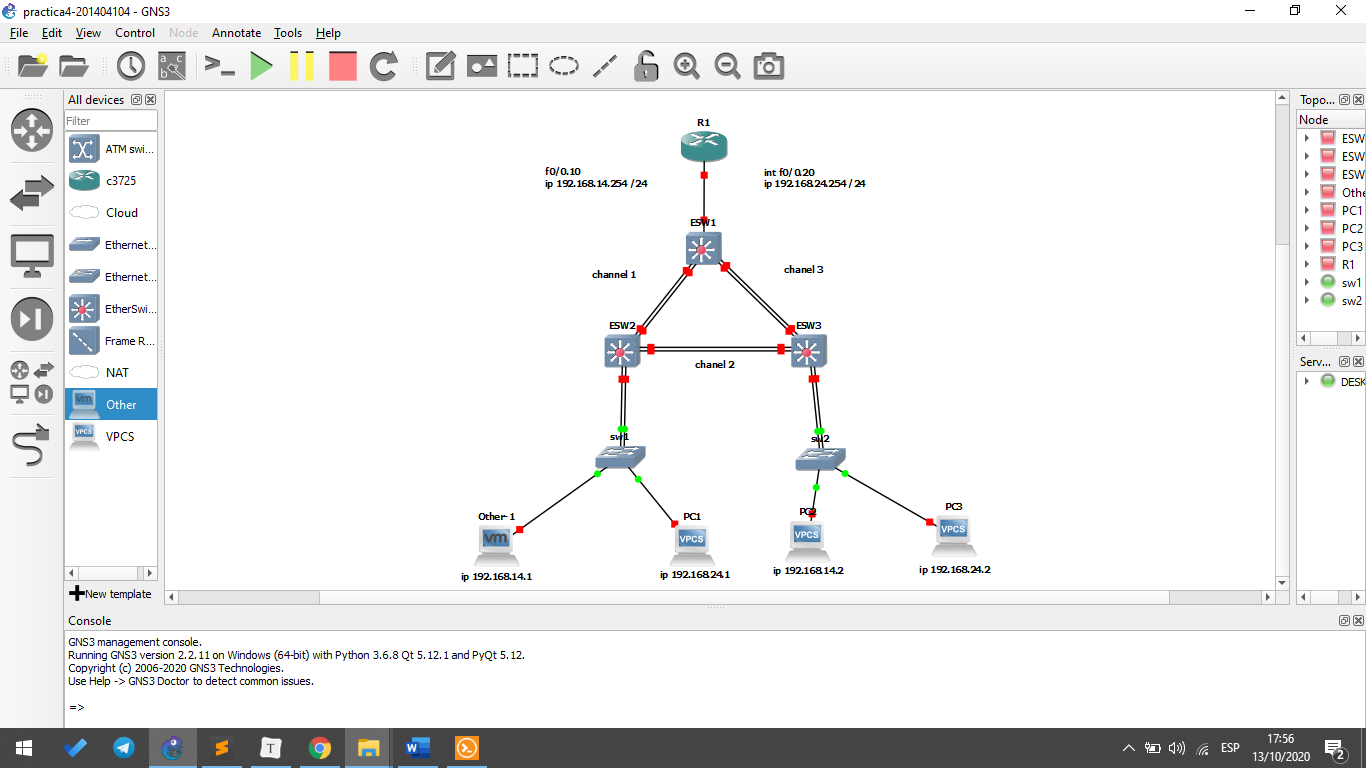 practica4-201404104 - GNS3
File Edit View Control Node Annotate Tools Help
All devices
Filter
ATM swi...
c3725
Cloud
Ethernet...
Ethernet...
EtherSwi...
Frame R...
NAT
Other
VPCS
New template
R1
f0/0.10
ip 192.168.14.254 /24
int f0/0.20
ip 192.168.24.254 /24
ESW1
channel 1
chanel 3
ESW2
ESW3
chanel 2
sw1
sw2
Other-1
PC1
PC2
PC3
vm
VPCS
VPCS
VPCS
ip 192.168.14.1
ip 192.168.24.1
ip 192.168.14.2
ip 192.168.24.2
Topo...
Node
ESW
ESW
ESW
Othe
PC1
PC2
PC3
R1
sw1
sw2
Serv...
DESK
Console
GNS3 management console.
Running GNS3 version 2.2.11 on Windows (64-bit) with Python 3.6.8 Qt 5.12.1 and PyQt 5.12.
Copyright (c) 2006-2020 GNS3 Technologies.
Use Help -> GNS3 Doctor to detect common issues.
=>
ESP
17:56
13/10/2020
2